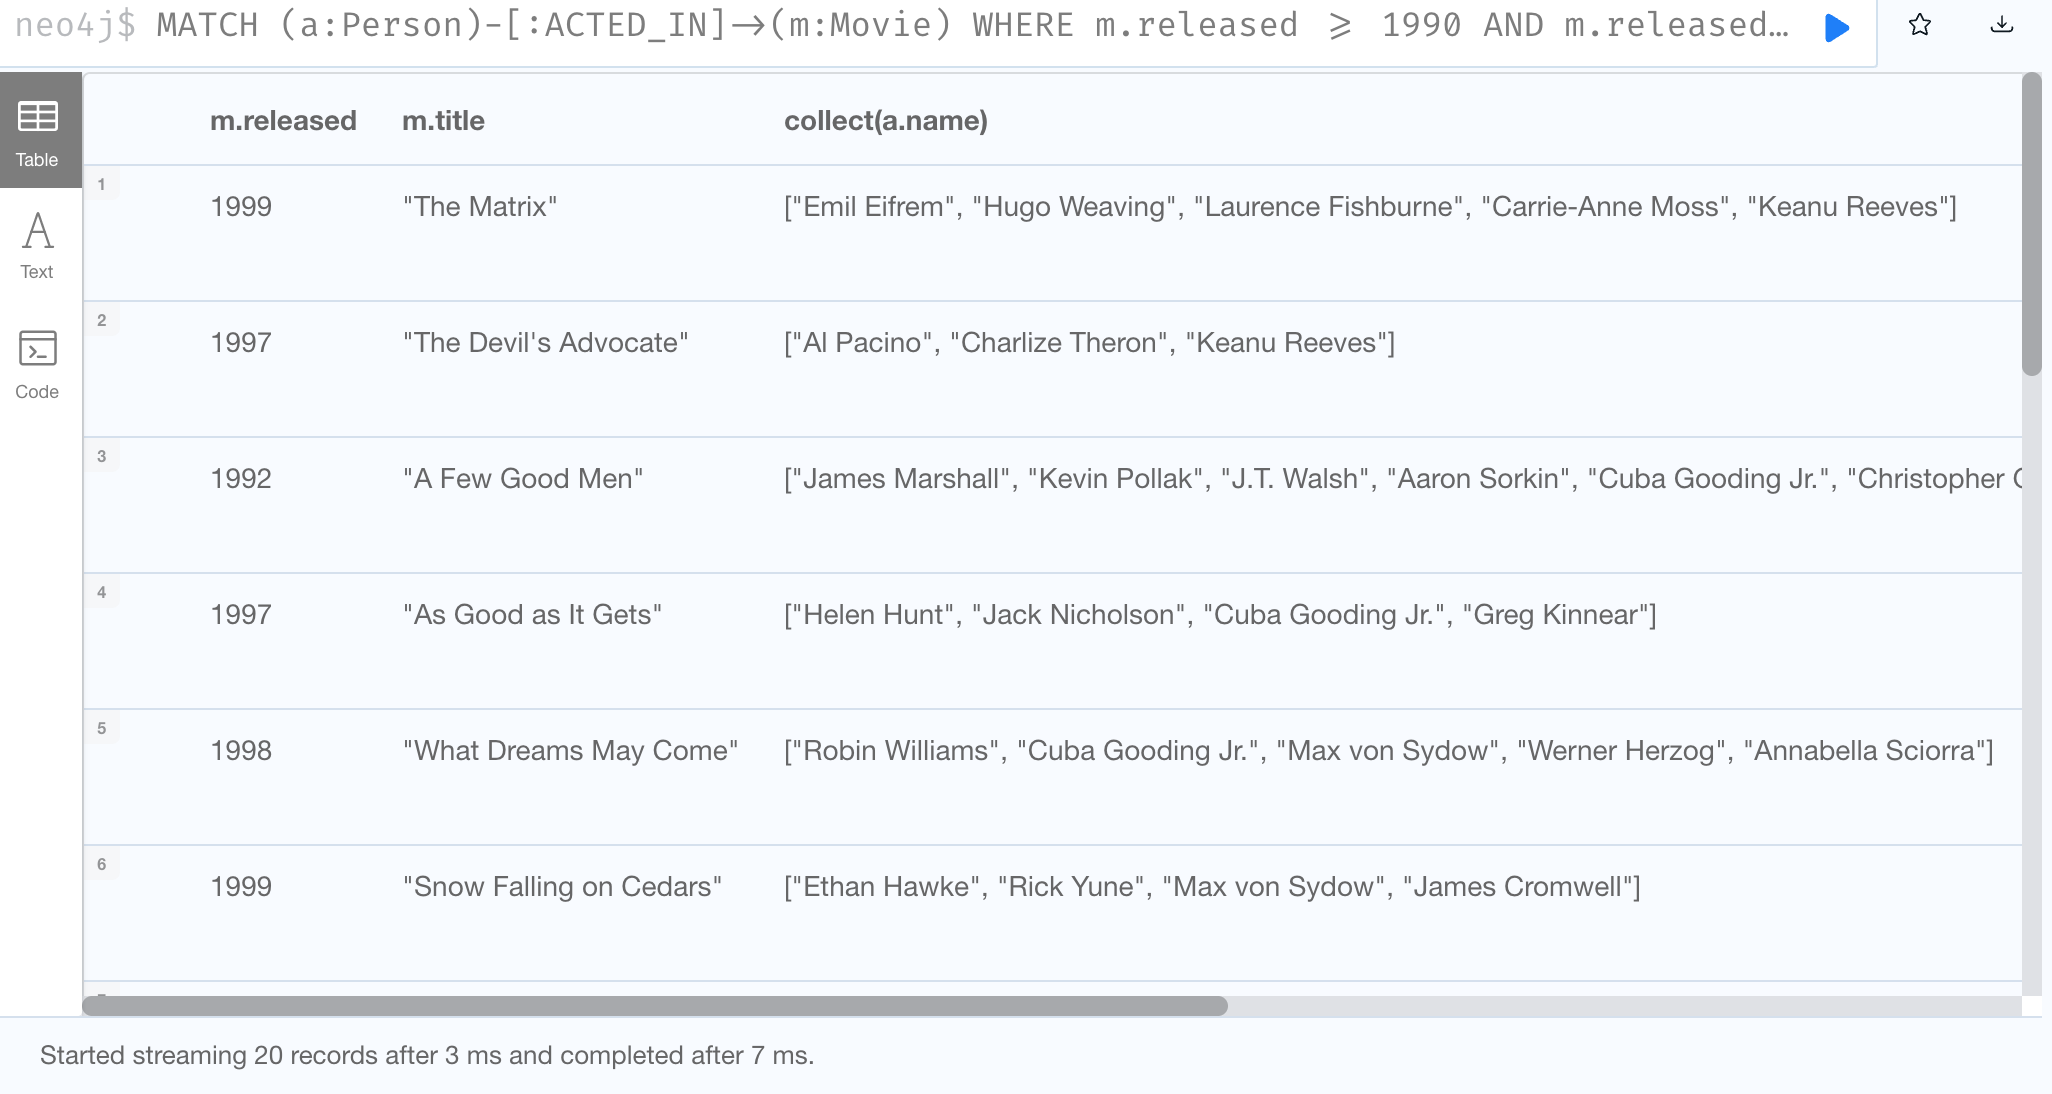 neo4j$ MATCH (a:Person)-[:ACTED_IN]→(m:Movie) WHERE m.released ⩾ 1990 AND m.released…
m.released m.title collect(a.name)
Table
1
1999 "The Matrix" ["Emil Eifrem", "Hugo Weaving", "Laurence Fishburne", "Carrie-Anne Moss", "Keanu Reeves"]
Text
2
1997 "The Devil's Advocate" ["Al Pacino", "Charlize Theron", "Keanu Reeves"]
Code
3
1992 "A Few Good Men" ["James Marshall", "Kevin Pollak", "J.T. Walsh", "Aaron Sorkin", "Cuba Gooding Jr.", "Christopher
4
1997 "As Good as It Gets" ["Helen Hunt", "Jack Nicholson", "Cuba Gooding Jr.", "Greg Kinnear"]
5
1998 "What Dreams May Come" ["Robin Williams", "Cuba Gooding Jr.", "Max von Sydow", "Werner Herzog", "Annabella Sciorra"]
6
1999 "Snow Falling on Cedars" ["Ethan Hawke", "Rick Yune", "Max von Sydow", "James Cromwell"]
Started streaming 20 records after 3 ms and completed after 7 ms.